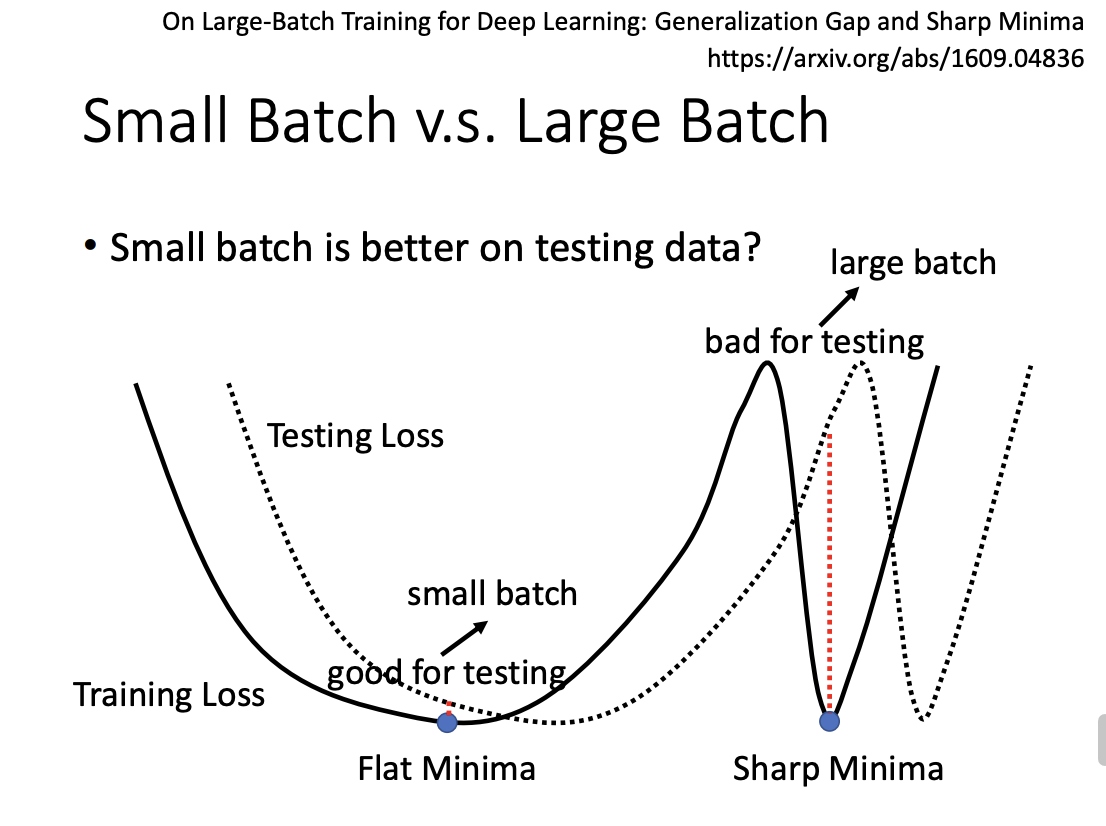 On Large-Batch Training for Deep Learning: Generalization Gap and Sharp Minima
https://arxiv.org/abs/1609.04836
Small Batch v.s. Large Batch
• Small batch is better on testing data?
large batch
bad for testing
Testing Loss
small batch
good for testing
Training Loss
Flat Minima
Sharp Minima